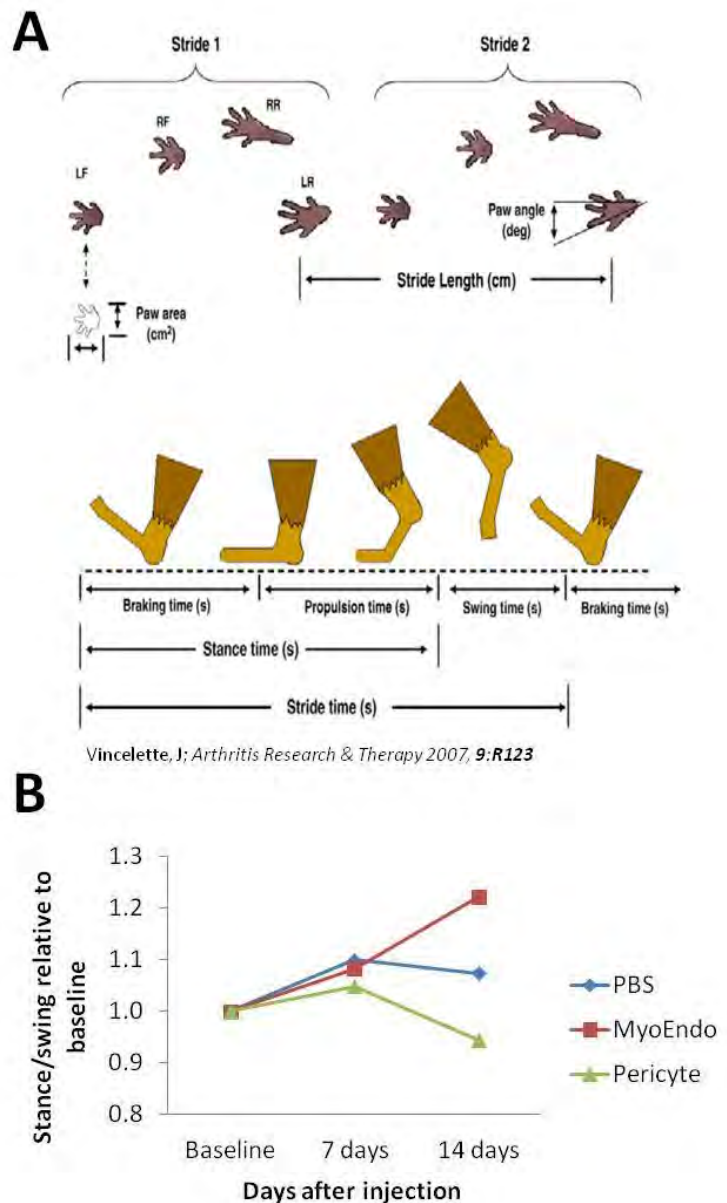 A
Stride 1
Stride 2
RR
RF
LF
LR
Paw angle
(deg)
Stride Length (cm)
Paw area
(cm²)
Braking time (s)
Propulsion time (s)
Swing time (s)
Braking time (s)
Stance time (s)
Stride time (s)
Vincelette, J; Arthritis Research & Therapy 2007, 9:R123
B
Stance/swing relative to
baseline
1.3
1.2
1.1
1.0
0.9
0.8
PBS
MyoEndo
Pericyte
Baseline
7 days
14 days
Days after injection